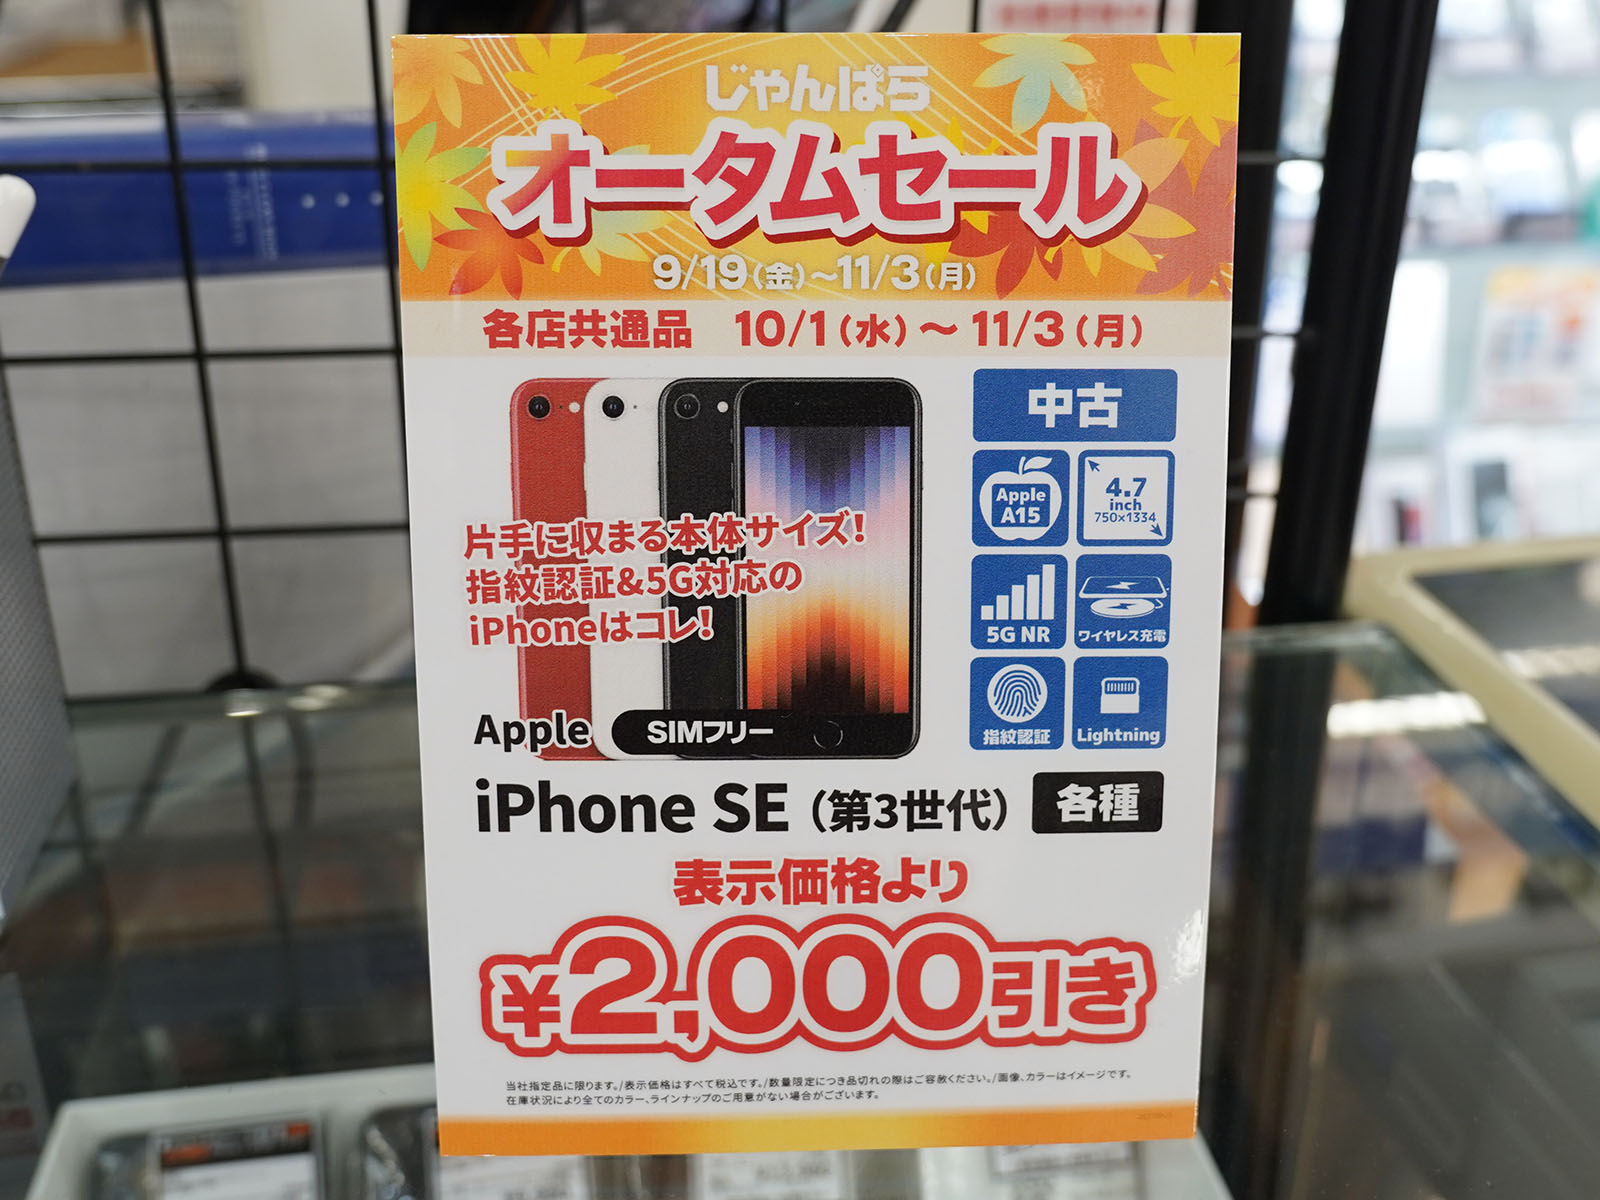 じゃんぱら
オータムセール
9/19(金)~11/3(月)
各店共通品 10/1(水)~11/3(月)
中古
Apple A15
4.7 inch 750×1334
片手に収まる本体サイズ!
指紋認証&5G対応の
iPhoneはコレ!
5G NR
ワイヤレス充電
指紋認証
Lightning
Apple SIMフリー
iPhone SE (第3世代) 各種
表示価格より
¥2,000引き
当社指定品に限ります。/表示価格はすべて税込です。/数量限定につき品切れの際はご容赦ください。/画像、カラーはイメージです。
在庫状況により全てのカラー、ラインナップのご用意がない場合がございます。